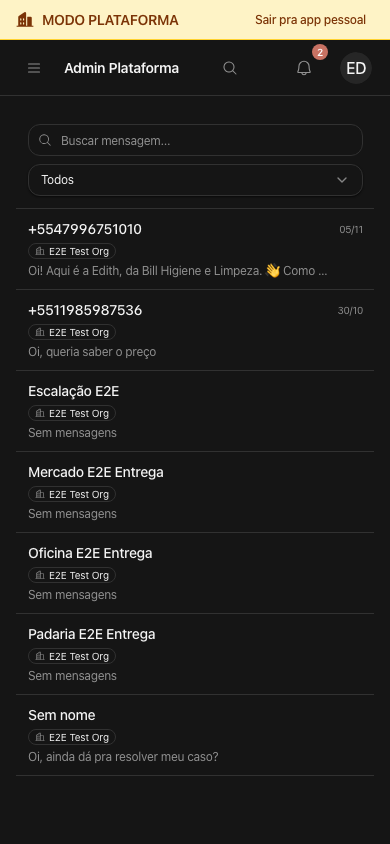 MODO PLATAFORMA
Sair pra app pessoal
Admin Plataforma
2
ED
Buscar mensagem...
Todos
+5547996751010
05/11
E2E Test Org
Oi! Aqui é a Edith, da Bill Higiene e Limpeza. 👋 Como ...
+5511985987536
30/10
E2E Test Org
Oi, queria saber o preço
Escalação E2E
E2E Test Org
Sem mensagens
Mercado E2E Entrega
E2E Test Org
Sem mensagens
Oficina E2E Entrega
E2E Test Org
Sem mensagens
Padaria E2E Entrega
E2E Test Org
Sem mensagens
Sem nome
E2E Test Org
Oi, ainda dá pra resolver meu caso?